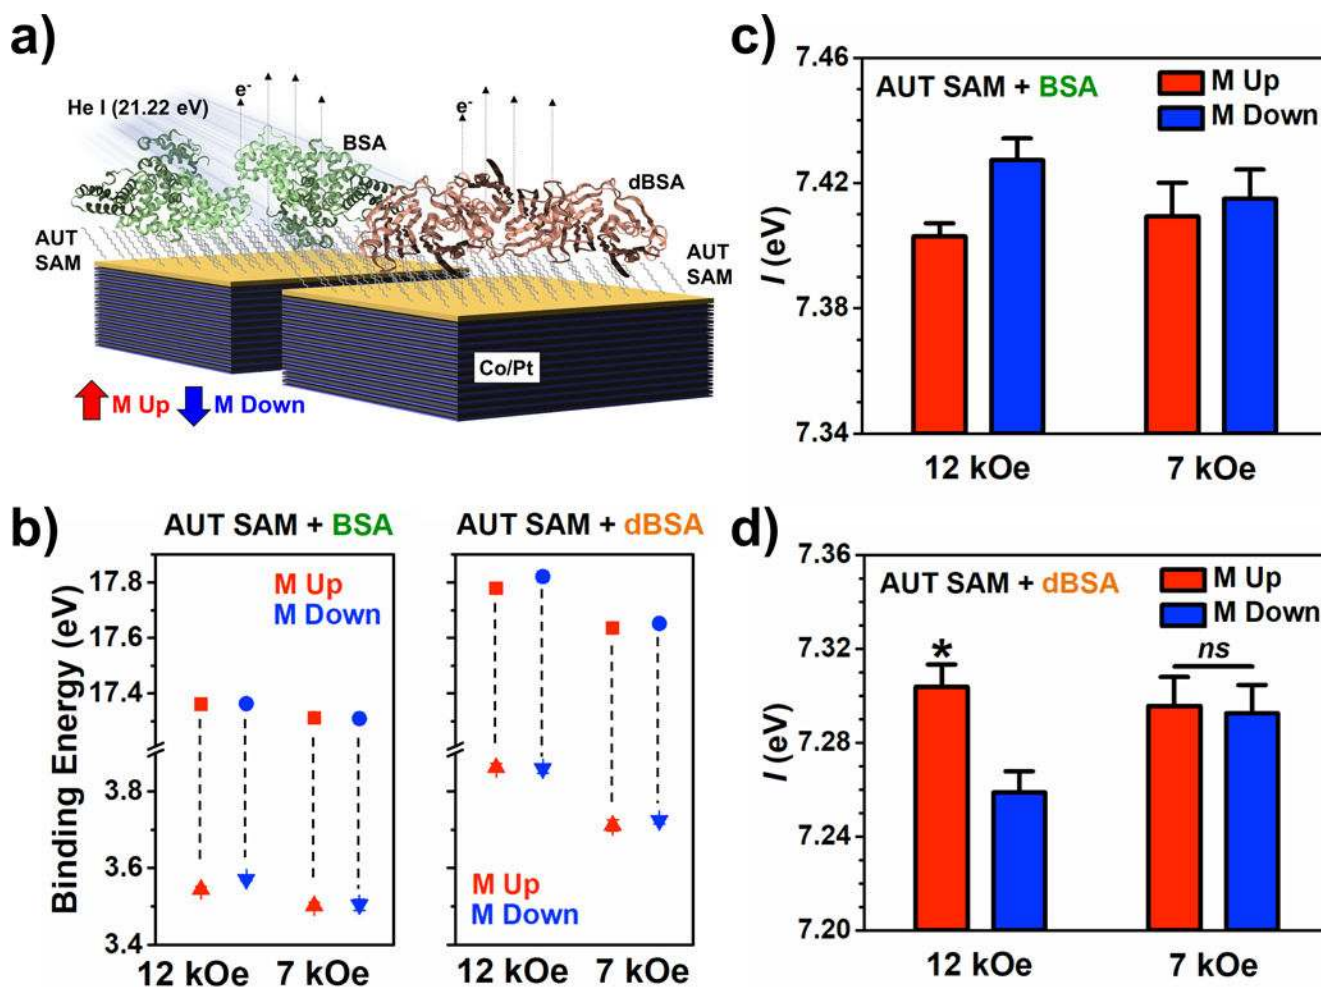 a)
He I (21.22 eV)
e-
BSA
e-
dBSA
AUT
SAM
AUT
SAM
Co/Pt
M Up
M Down
b)
AUT SAM + BSA
AUT SAM + dBSA
Binding Energy (eV)
17.8
17.6
17.4
3.8
3.6
3.4
M Up
M Down
M Up
M Down
12 kOe
7 kOe
12 kOe
7 kOe
c)
AUT SAM + BSA
M Up
M Down
I (eV)
7.46
7.42
7.38
7.34
12 kOe
7 kOe
d)
AUT SAM + dBSA
M Up
M Down
*
ns
I (eV)
7.36
7.32
7.28
7.24
7.20
12 kOe
7 kOe